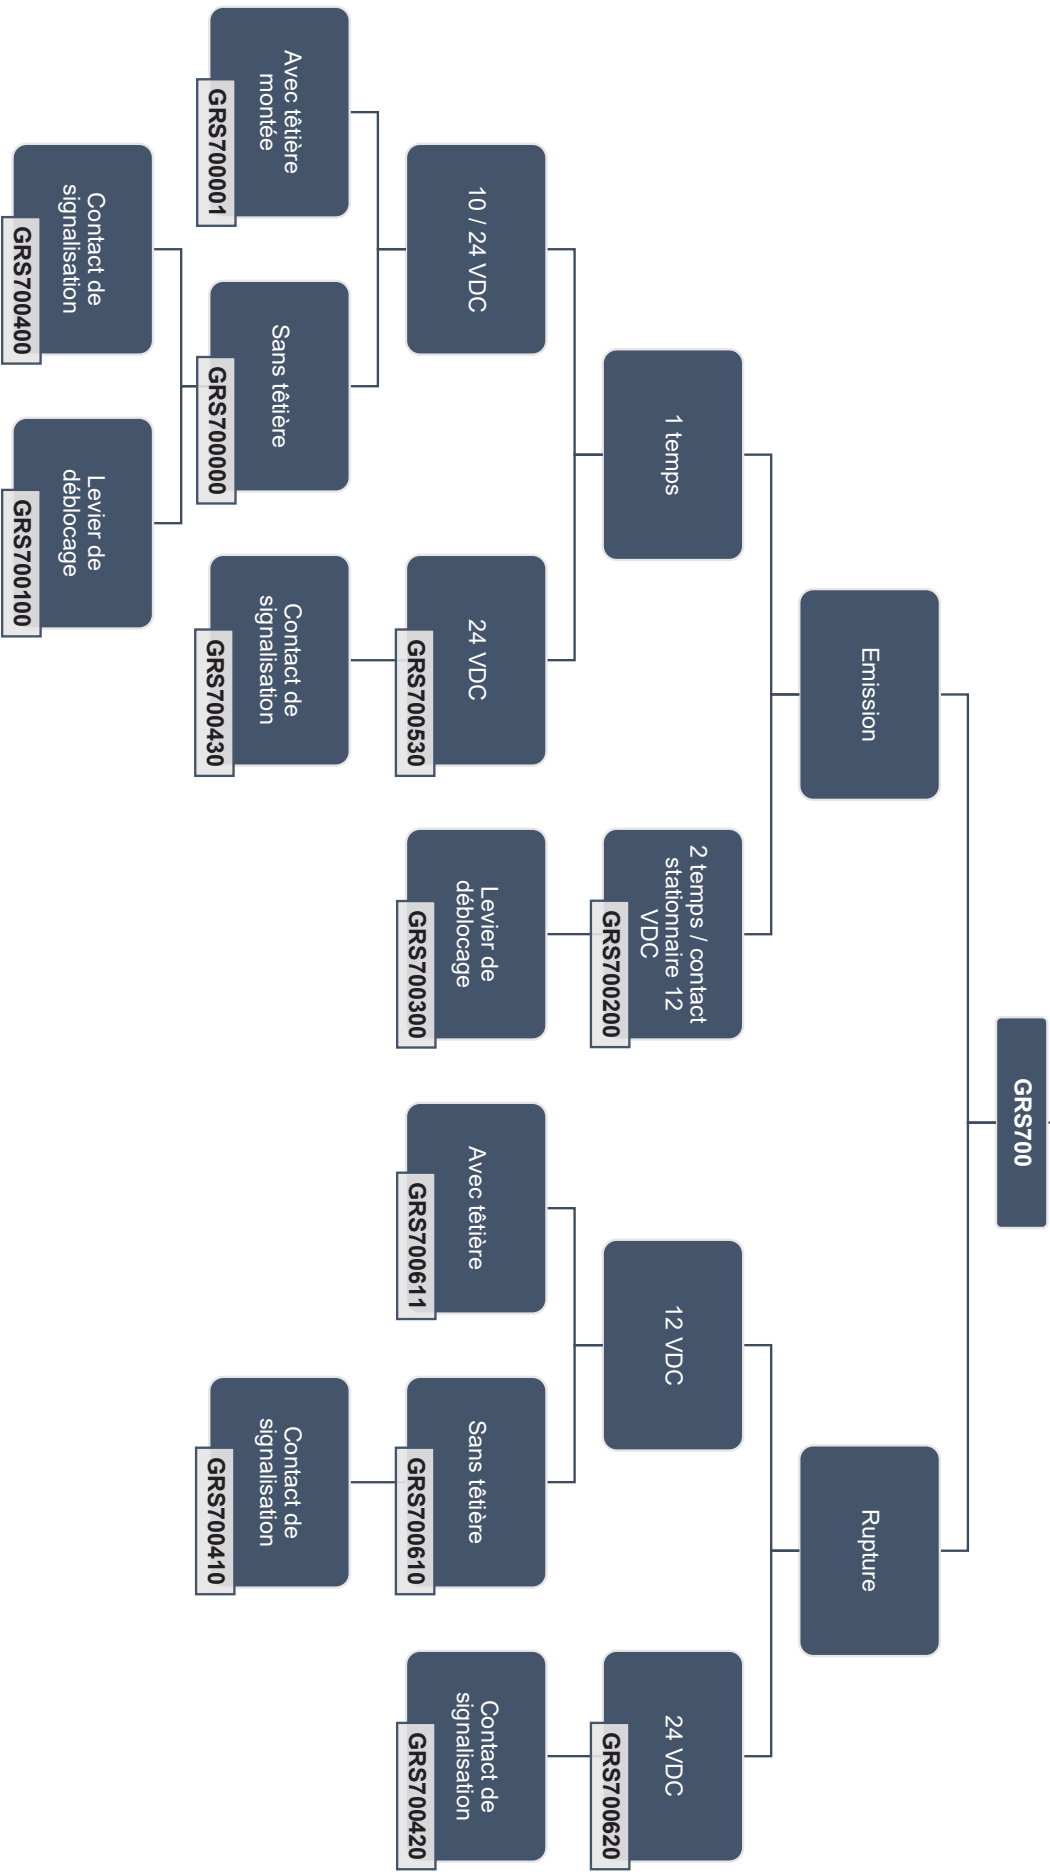 GRS700
Emission
Rupture
1 temps
2 temps / contact
stationnaire 12
VDC
GRS700200
12 VDC
24 VDC
GRS700620
10 / 24 VDC
24 VDC
GRS700530
Levier de
déblocage
GRS700300
Avec têtière
GRS700611
Sans têtière
GRS700610
Contact de
signalisation
GRS700420
Avec têtière
montée
GRS700001
Sans têtière
GRS700000
Contact de
signalisation
GRS700430
Contact de
signalisation
GRS700410
Contact de
signalisation
GRS700400
Levier de
déblocage
GRS700100